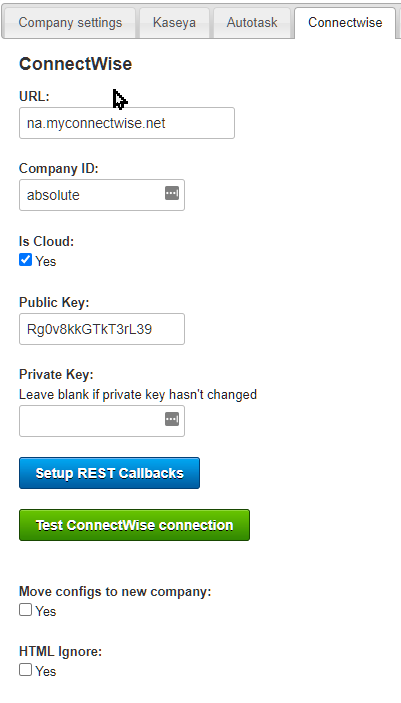 Company settings Kaseya Autotask Connectwise
ConnectWise
URL:
na.myconnectwise.net
Company ID:
absolute
Is Cloud:
Yes
Public Key:
Rg0v8kkGTkT3rL39
Private Key:
Leave blank if private key hasn't changed
Setup REST Callbacks
Test ConnectWise connection
Move configs to new company:
Yes
HTML Ignore:
Yes